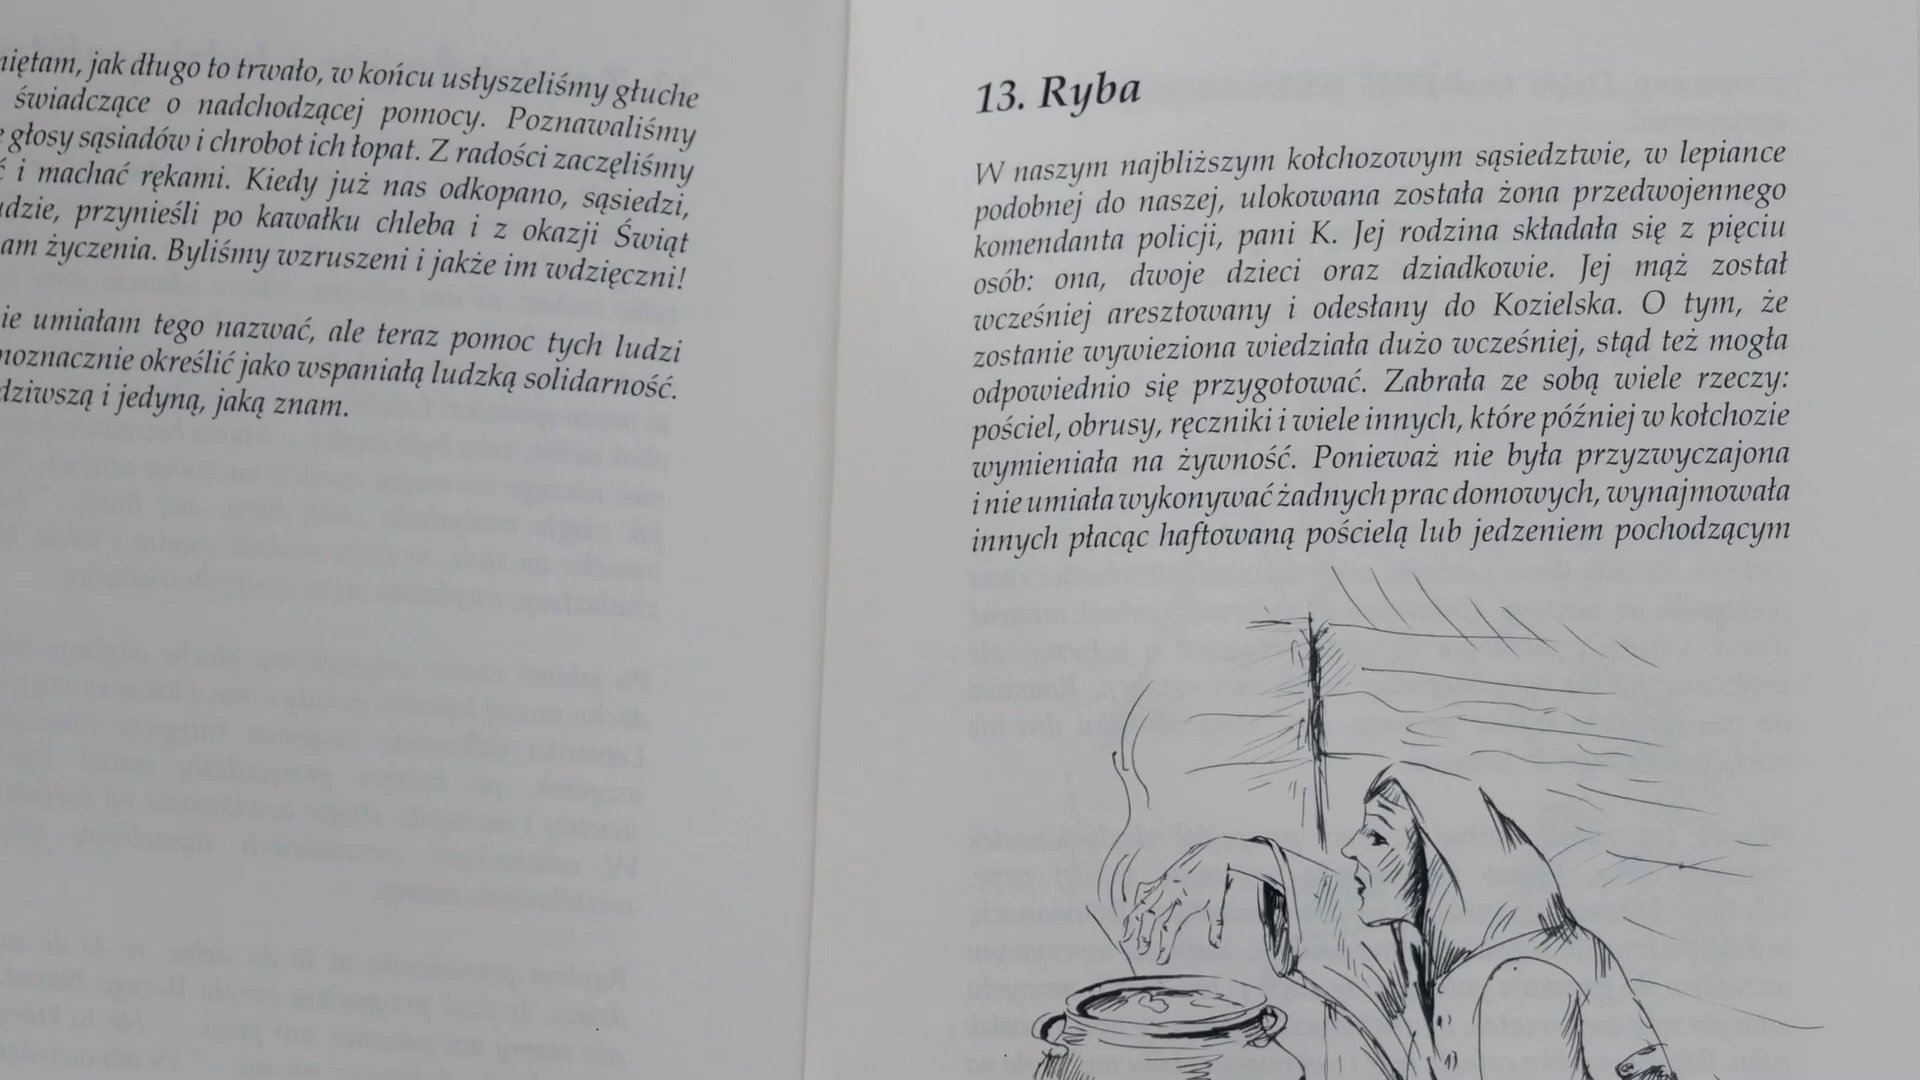 jak długo to trwało, w końcu usłyszeliśmy głuche
świadczące o nadchodzącej pomocy. Poznawaliśmy
głosy sąsiadów i chrobot ich łopat. Z radości zaczęliśmy
i machać rękami. Kiedy już nas odkopano, sąsiedzi,
przynieśli po kawałku chleba i z okazji Świąt
życzenia. Byliśmy wzruszeni i jakże im wdzięczni!
umiałam tego nazwać, ale teraz pomoc tych ludzi
określić jako wspaniałą ludzką solidarność.
i jedyną, jaką znam.
13. Ryba
W naszym najbliższym kołchozowym sąsiedztwie, w lepiance
podobnej do naszej, ulokowana została żona przedwojennego
komendanta policji, pani K. Jej rodzina składała się z pięciu
osób: ona, dwoje dzieci oraz dziadkowie. Jej mąż został
wcześniej aresztowany i odesłany do Kozielska. O tym, że
zostanie wywieziona wiedziała dużo wcześniej, stąd też mogła
odpowiednio się przygotować. Zabrała ze sobą wiele rzeczy:
pościel, obrusy, ręczniki i wiele innych, które później w kołchozie
wymieniała na żywność. Ponieważ nie była przyzwyczajona
i nie umiała wykonywać żadnych prac domowych, wynajmowała
innych płacąc haftowaną pościelą lub jedzeniem pochodzącym